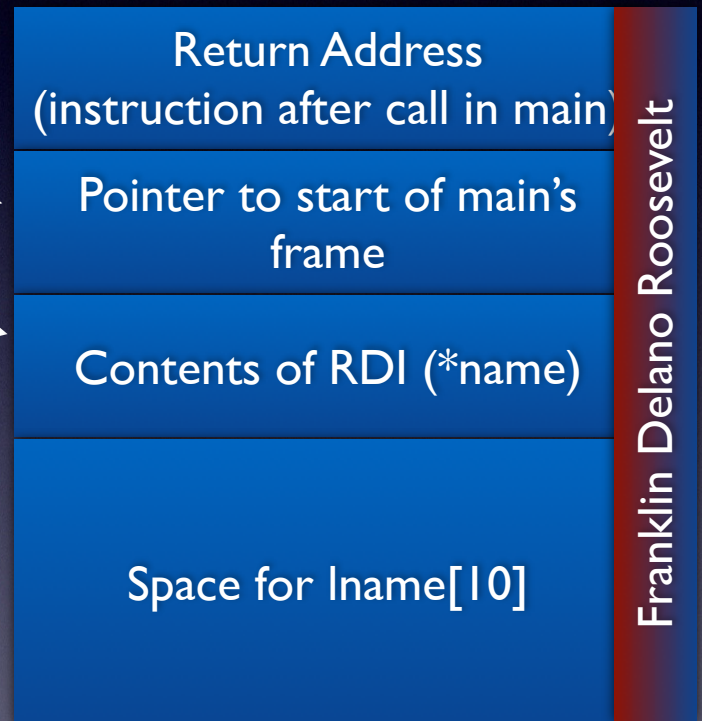 Return Address
(instruction after call in main)
Pointer to start of main’s
frame
Contents of RDI (*name)
Space for lname[10]
Franklin Delano Roosevelt